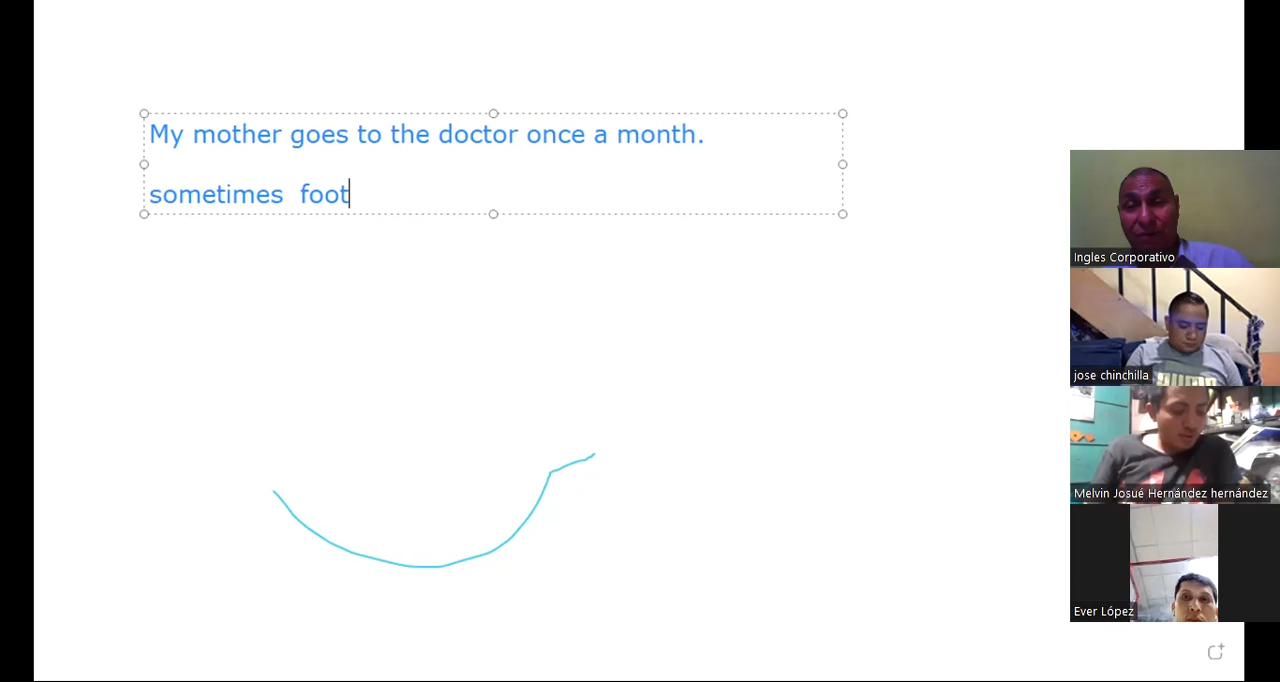 My mother goes to the doctor once a month.
sometimes  foot
Ingles Corporativo
jose chinchilla
Melvin Josué Hernández hernández
Ever López